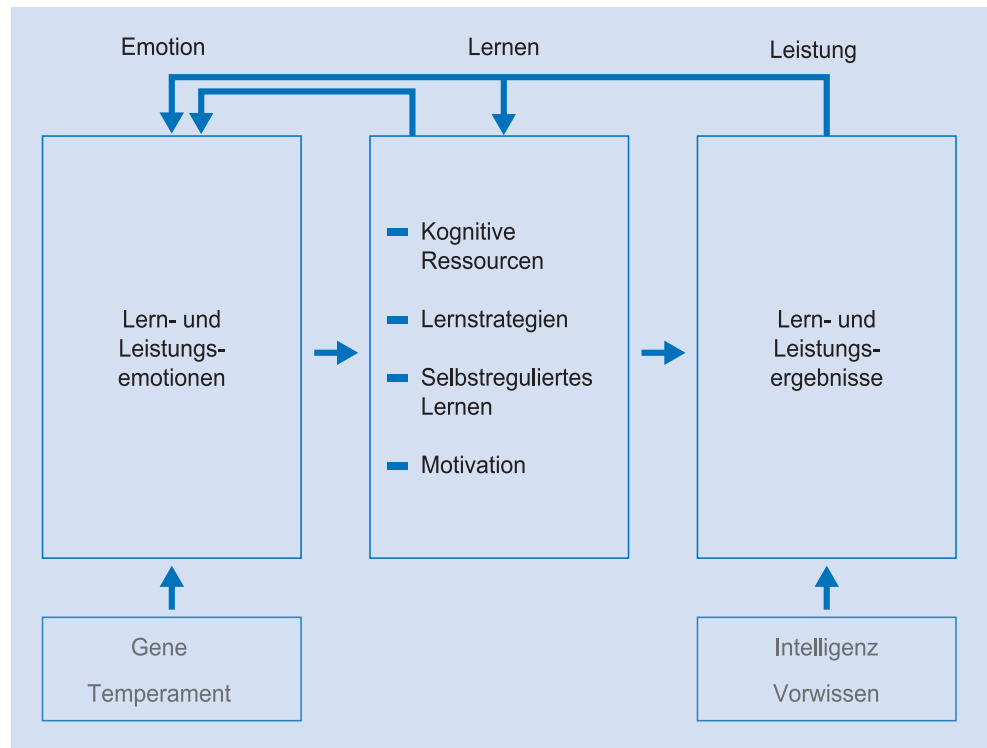 Emotion
Lernen
Leistung
Lern- und
Leistungs-
emotionen
Kognitive
Ressourcen
Lernstrategien
Selbstreguliertes
Lernen
Motivation
Lern- und
Leistungs-
ergebnisse
Gene
Temperament
Intelligenz
Vorwissen